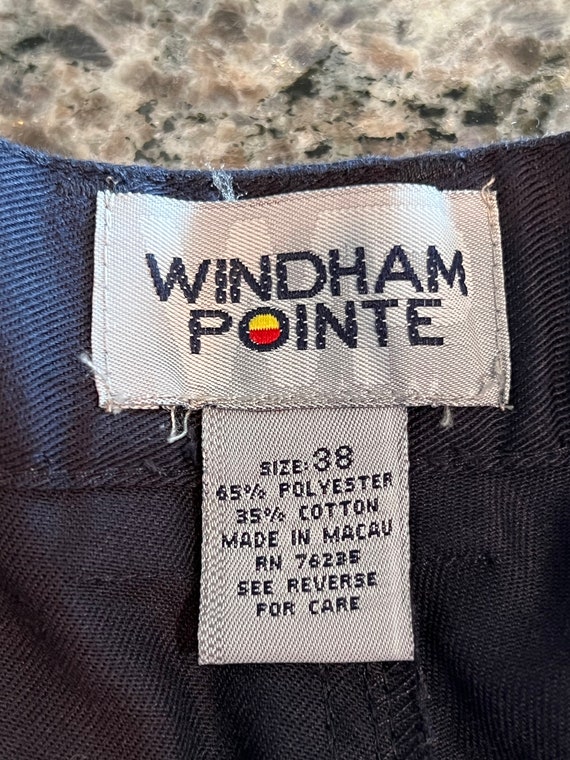 WINDHAM
POINTE
SIZE: 38
65% POLYESTER
35% COTTON
MADE IN MACAU
RN 76235
SEE REVERSE
FOR CARE